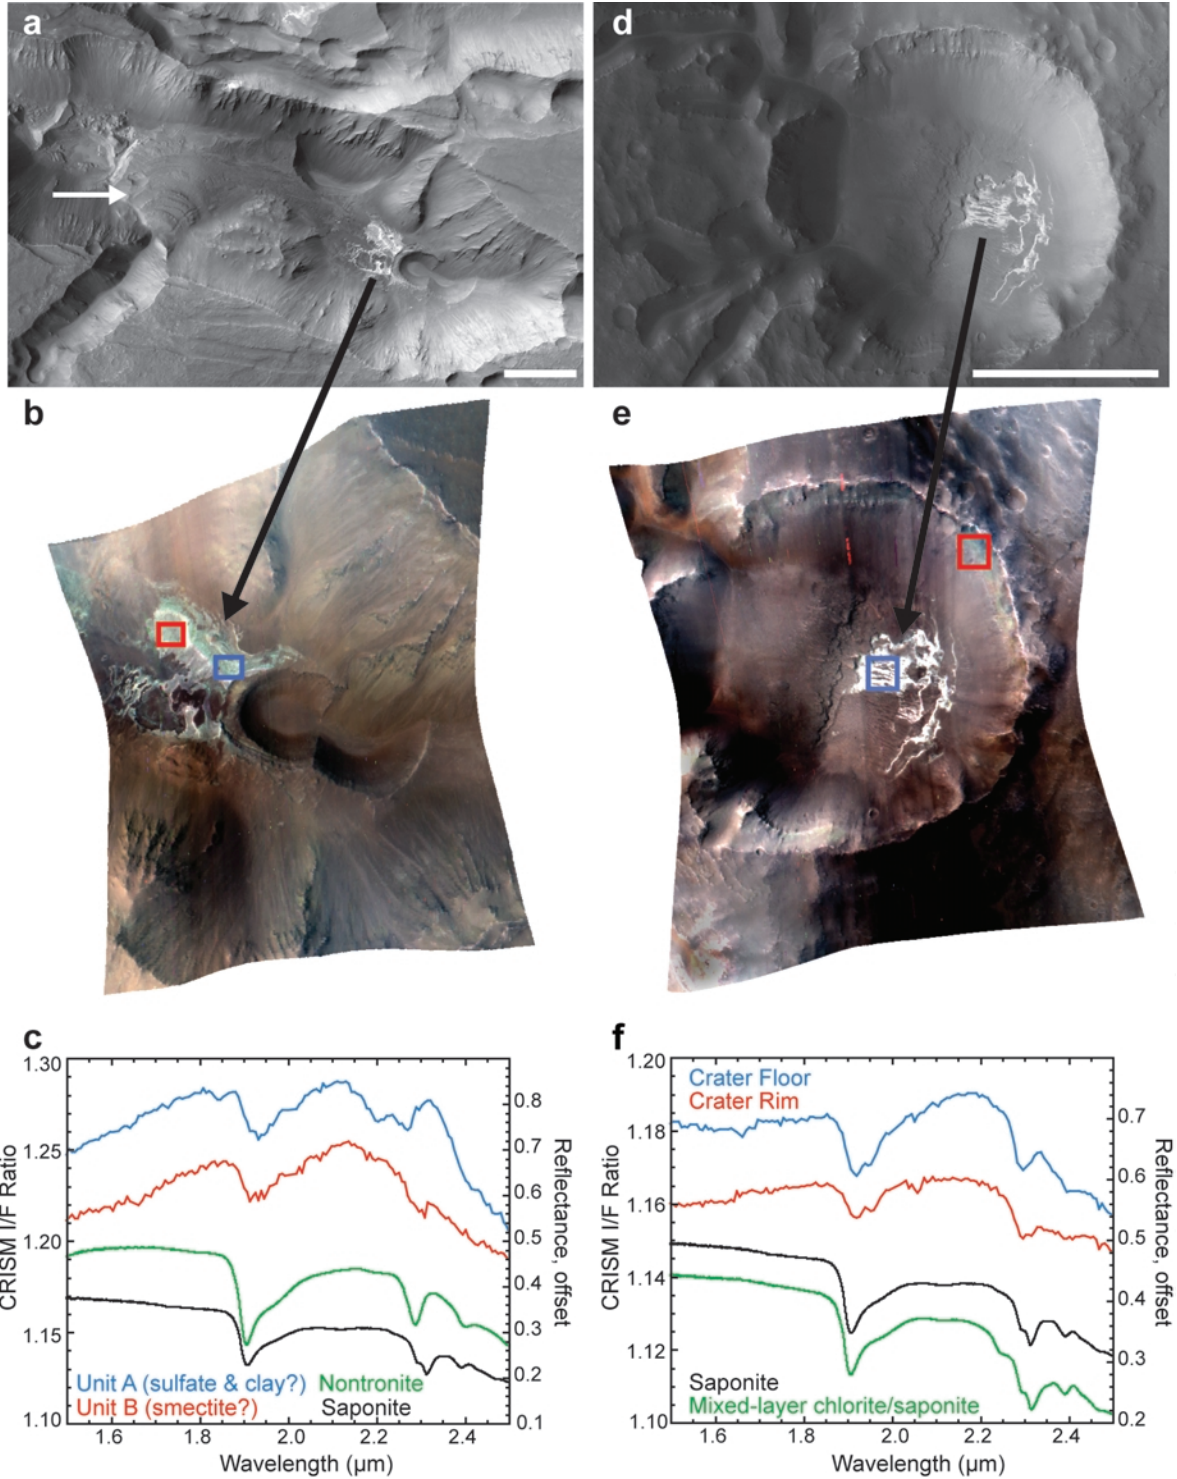 a
d
b
e
c
f
1.30
1.25
1.20
1.15
1.10
CRISM I/F Ratio
0.8
0.7
0.6
0.5
0.4
0.3
0.2
0.1
Reflectance, offset
Unit A (sulfate & clay?) Nontronite
Unit B (smectite?) Saponite
1.6 1.8 2.0 2.2 2.4
Wavelength (µm)
1.20
1.18
1.16
1.14
1.12
1.10
CRISM I/F Ratio
Crater Floor
Crater Rim
0.7
0.6
0.5
0.4
0.3
0.2
Reflectance, offset
Saponite
Mixed-layer chlorite/saponite
1.6 1.8 2.0 2.2 2.4
Wavelength (µm)